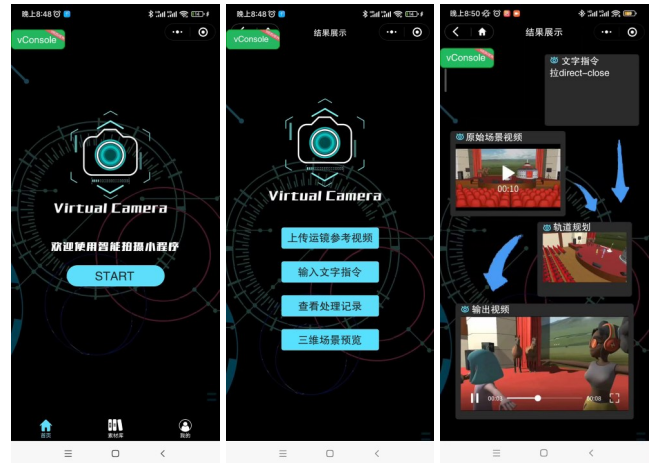 晚上8:48
vConsole
Virtual Camera
欢迎使用智能拍摄小程序
START
首页
素材库
我的
晚上8:48
结果展示
vConsole
Virtual Camera
上传运镜参考视频
输入文字指令
查看处理记录
三维场景预览
晚上8:50
结果展示
vConsole
文字指令
拉direct-close
原始场景视频
00:10
轨道规划
输出视频
00:03
00:08